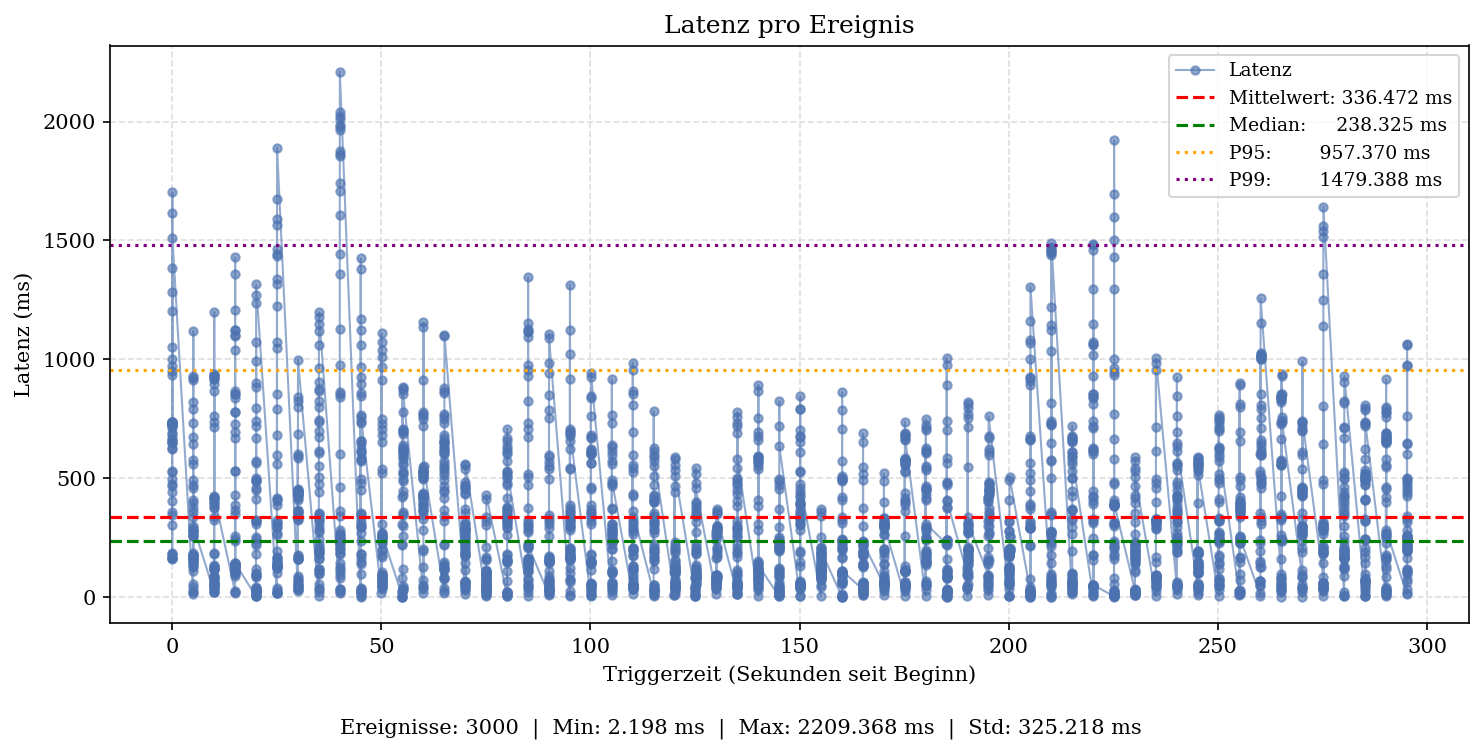 Latenz pro Ereignis
Latenz (ms)
2000
1500
1000
500
0
Latenz
Mittelwert: 336.472 ms
Median: 238.325 ms
P95: 957.370 ms
P99: 1479.388 ms
0 50 100 150 200 250 300
Triggerzeit (Sekunden seit Beginn)
Ereignisse: 3000 | Min: 2.198 ms | Max: 2209.368 ms | Std: 325.218 ms